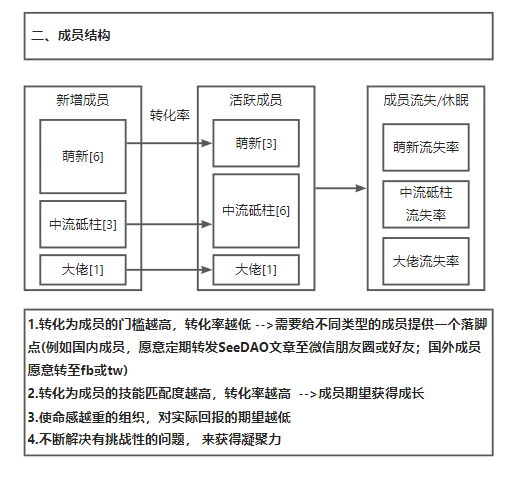 二、成员结构
新增成员
转化率
活跃成员
成员流失/休眠
萌新[6]
萌新[3]
萌新流失率
中流砥柱[3]
中流砥柱[6]
中流砥柱
流失率
大佬[1]
大佬[1]
大佬流失率
1.转化为成员的门槛越高，转化率越低 -->需要给不同类型的成员提供一个落脚
点(例如国内成员，愿意定期转发SeeDAO文章至微信朋友圈或好友；国外成员
愿意转至fb或tw）
2.转化为成员的技能匹配度越高，转化率越高 -->成员期望获得成长
3.使命感越重的组织，对实际回报的期望越低
4.不断解决有挑战性的问题， 来获得凝聚力